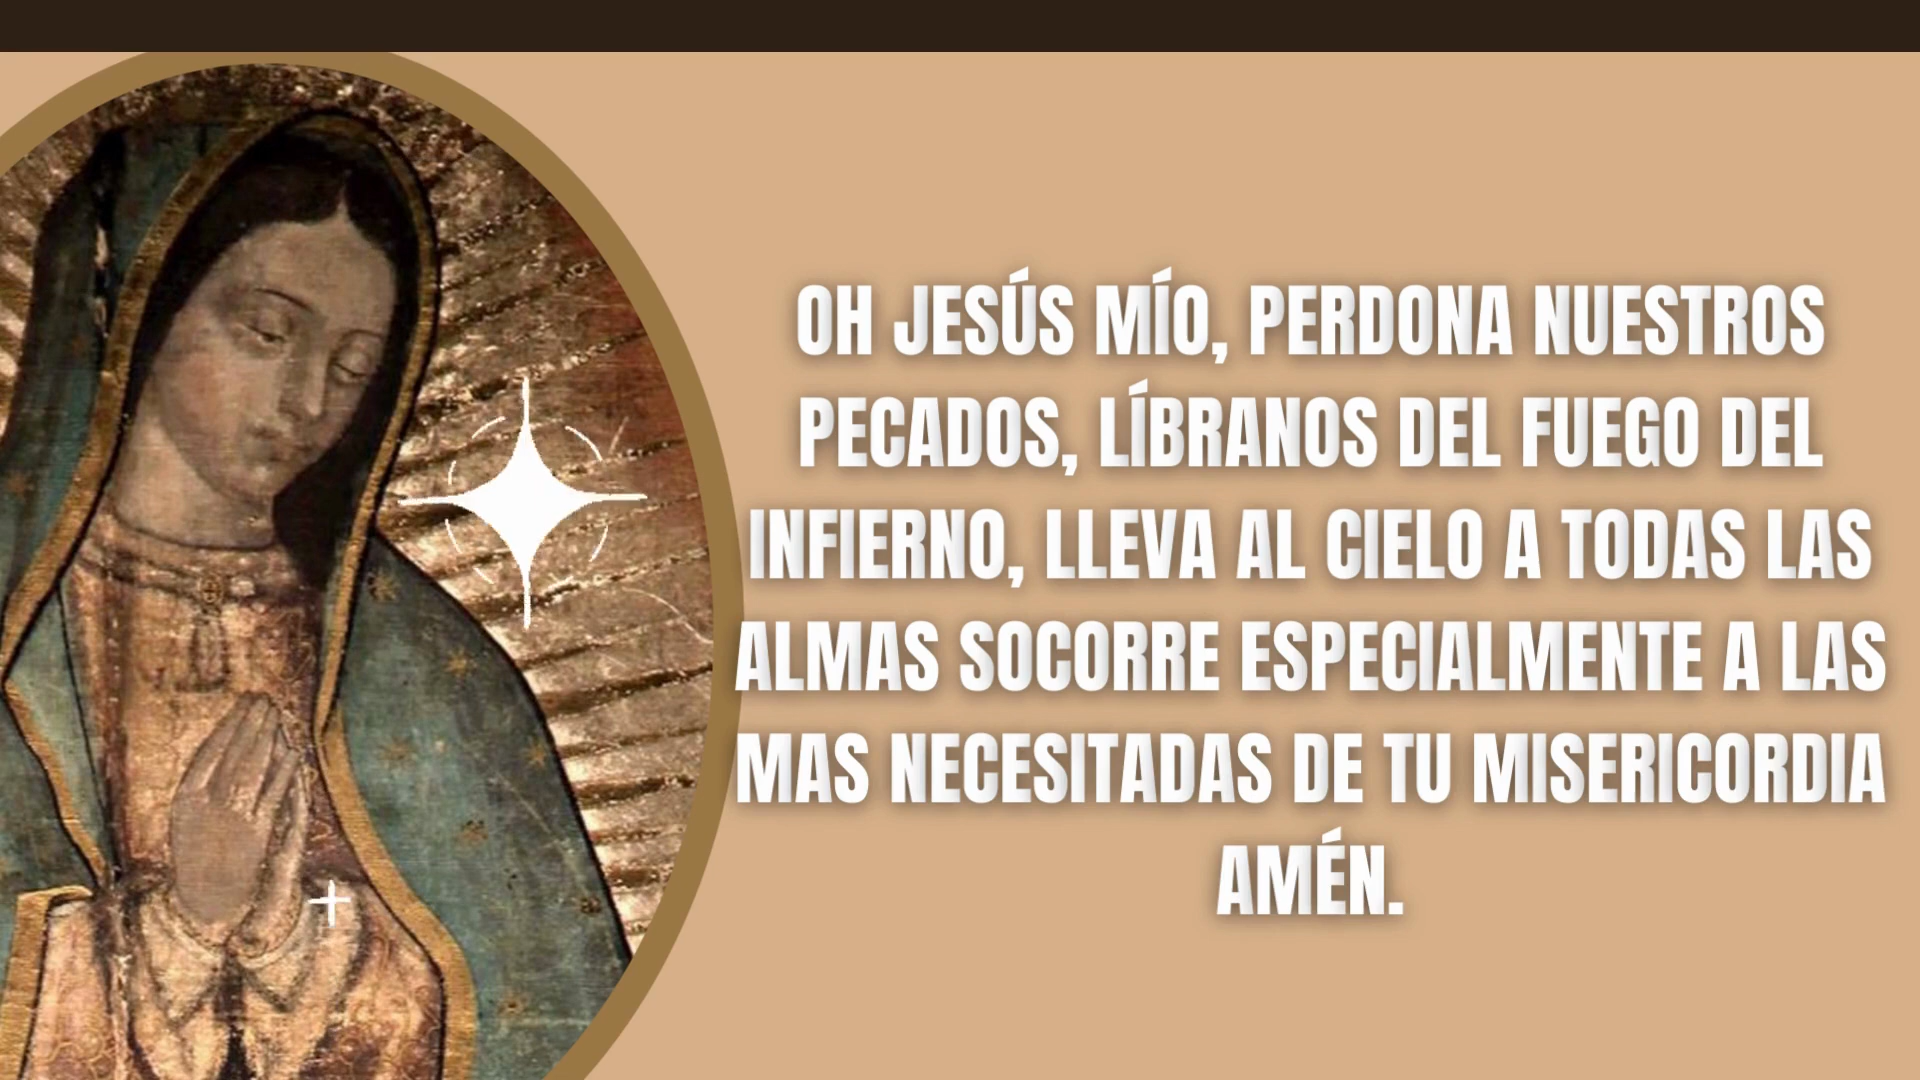 OH JESÚS MÍO, PERDONA NUESTROS
PECADOS, LÍBRANOS DEL FUEGO DEL
INFIERNO, LLEVA AL CIELO A TODAS LAS
ALMAS SOCORRE ESPECIALMENTE A LAS
MAS NECESITADAS DE TU MISERICORDIA
AMÉN.